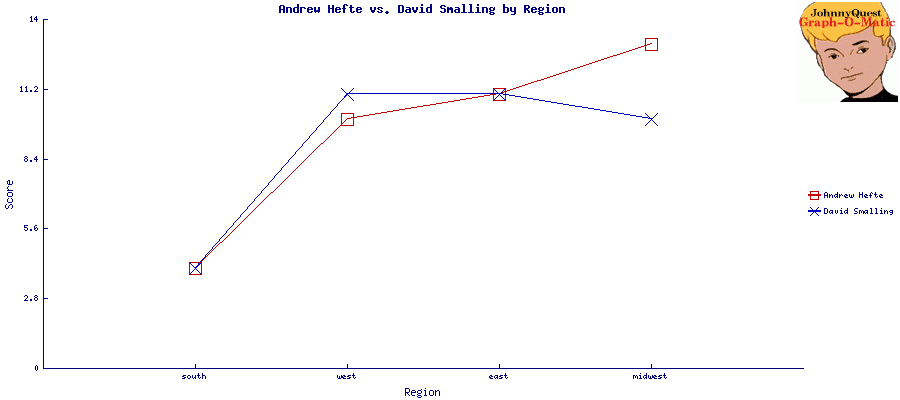 Andrew Hefte vs. David Smalling by Region
JohnnyQuest
Graph-O-Matic
14
11.2
8.4
5.6
2.8
0
Score
south
west
east
midwest
Region
Andrew Hefte
David Smalling